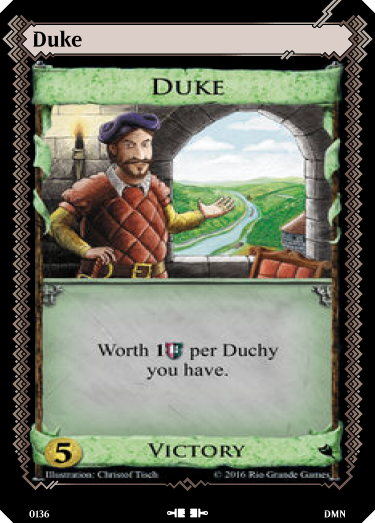 Duke
DUKE
Worth 1 per Duchy
you have.
5
VICTORY
Illustration: Christof Tisch
© 2016 Rio Grande Games
0136
DMN